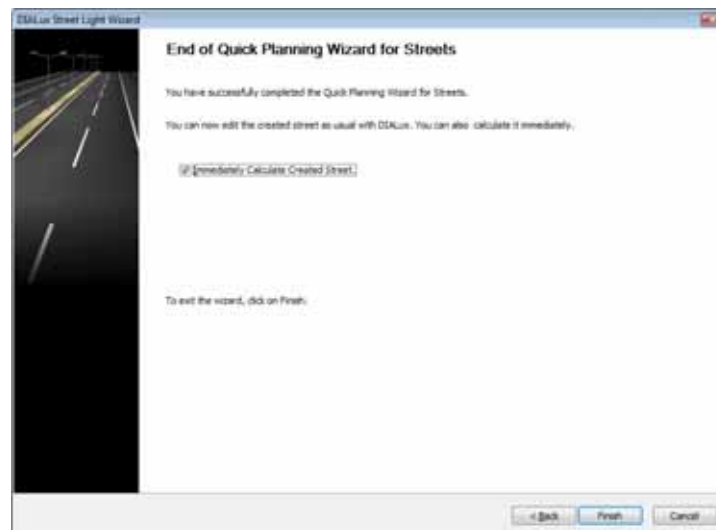 DIALux Street Light Wizard
End of Quick Planning Wizard for Streets
You have successfully completed the Quick Planning Wizard for Streets.
You can now edit the created street as usual with DIALux. You can also calculate it immediately.
Immediately Calculate Created Street.
To exit the wizard, click on Finish.
< Back Finish Cancel